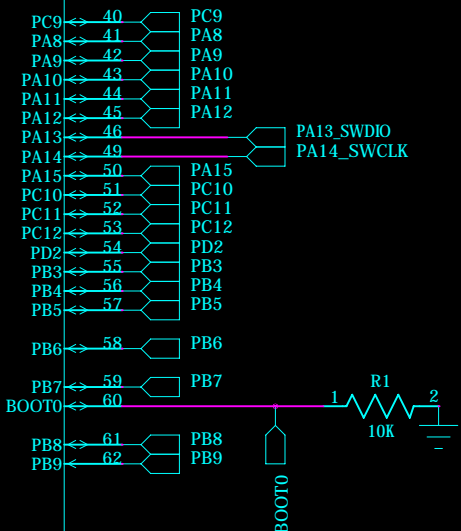 PC9 40 PC9
PA8 41 PA8
PA9 42 PA9
PA10 43 PA10
PA11 44 PA11
PA12 45 PA12
PA13 46 PA13_SWDIO
PA14 49 PA14_SWCLK
PA15 50 PA15
PC10 51 PC10
PC11 52 PC11
PC12 53 PC12
PD2 54 PD2
PB3 55 PB3
PB4 56 PB4
PB5 57 PB5
PB6 58 PB6
PB7 59 PB7
R1
BOOT0 60 1 2
10K
PB8 61 PB8
PB9 62 PB9
BOOT0